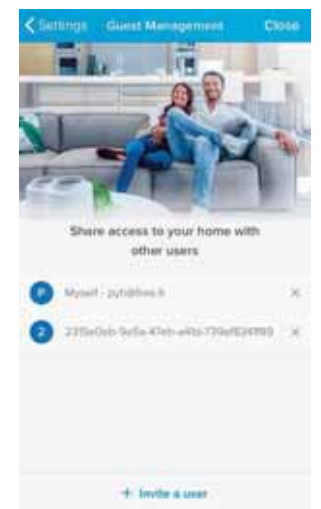 Settings Guest Management Close
Share access to your home with
other users
P Myself -
2
+ Invite a user